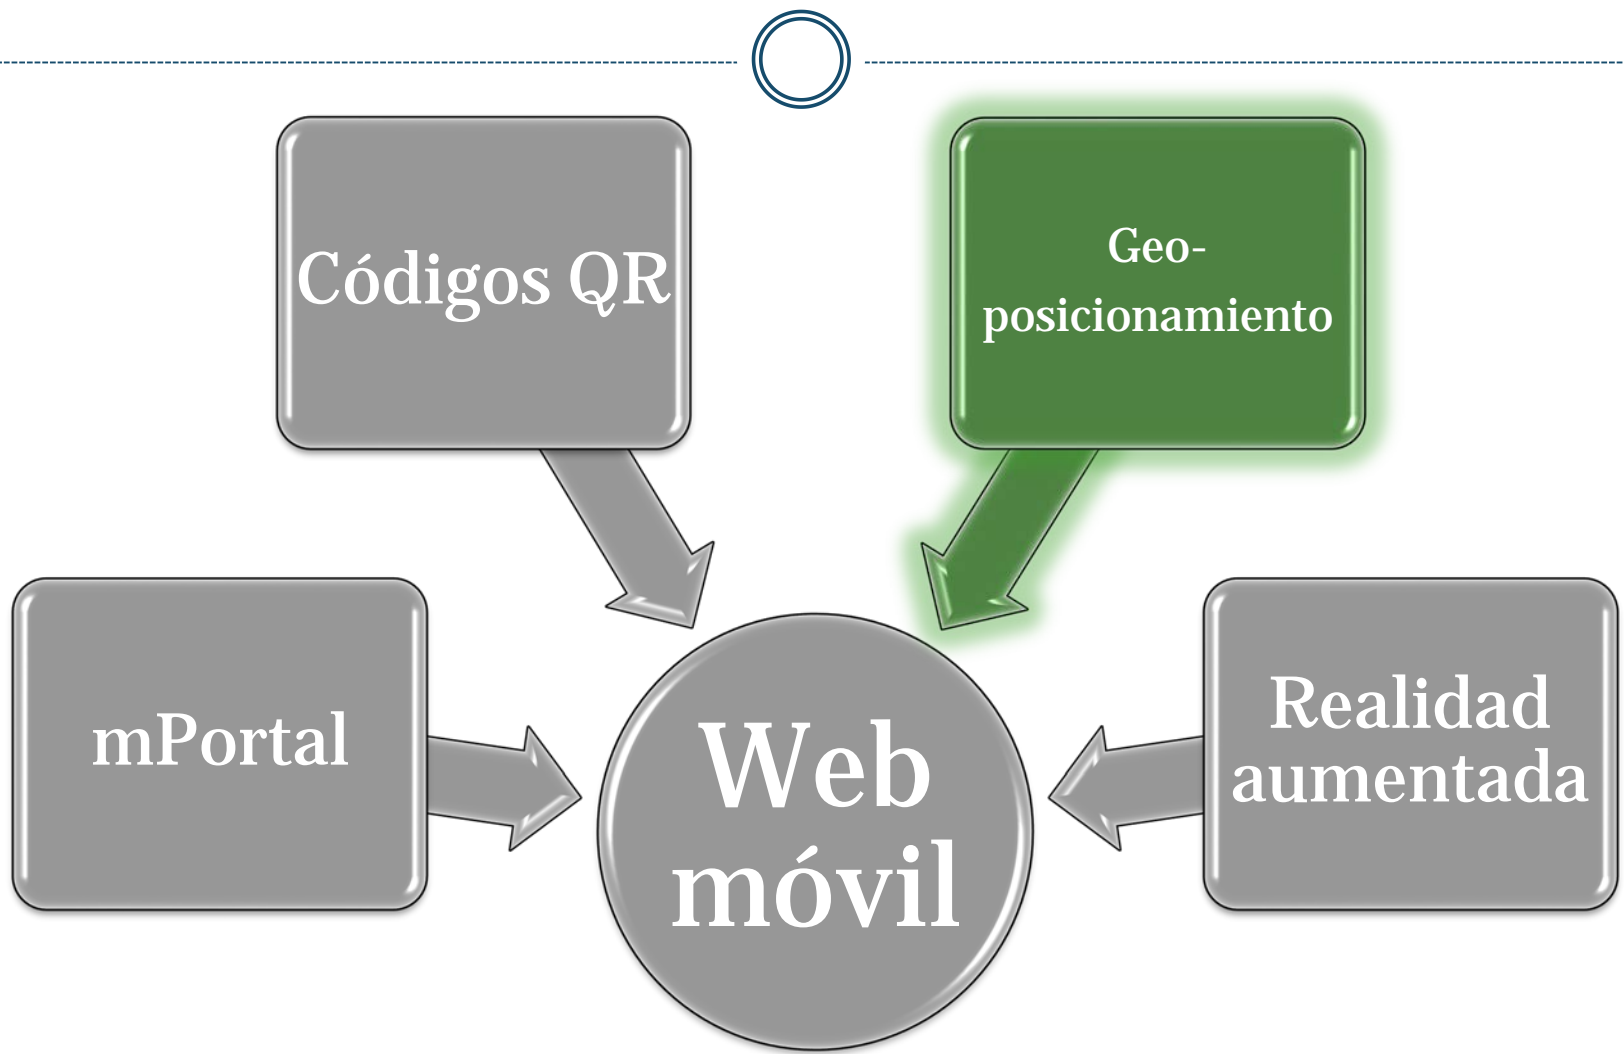 Códigos QR
Geo-
posicionamiento
mPortal
Web
móvil
Realidad
aumentada